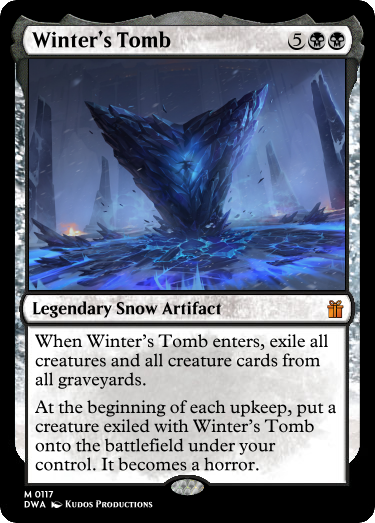 Winter's Tomb 5
Legendary Snow Artifact
When Winter's Tomb enters, exile all
creatures and all creature cards from
all graveyards.
At the beginning of each upkeep, put a
creature exiled with Winter's Tomb
onto the battlefield under your
control. It becomes a horror.
M 0117
DWA Kudos Productions